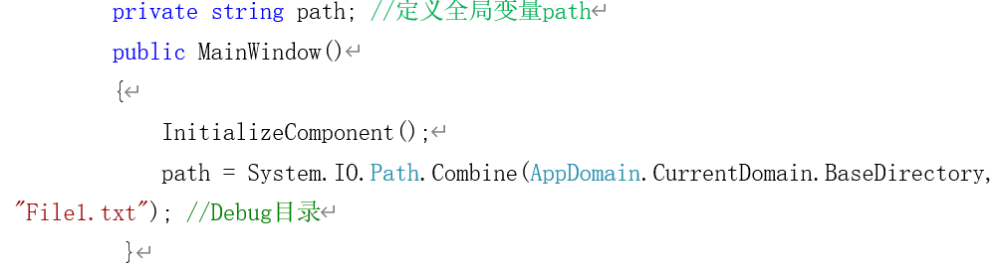 private string path; //定义全局变量path↵
public MainWindow()↵
{↵
InitializeComponent();↵
path = System.IO.Path.Combine(AppDomain.CurrentDomain.BaseDirectory,
"File1.txt"); //Debug目录↵
}↵